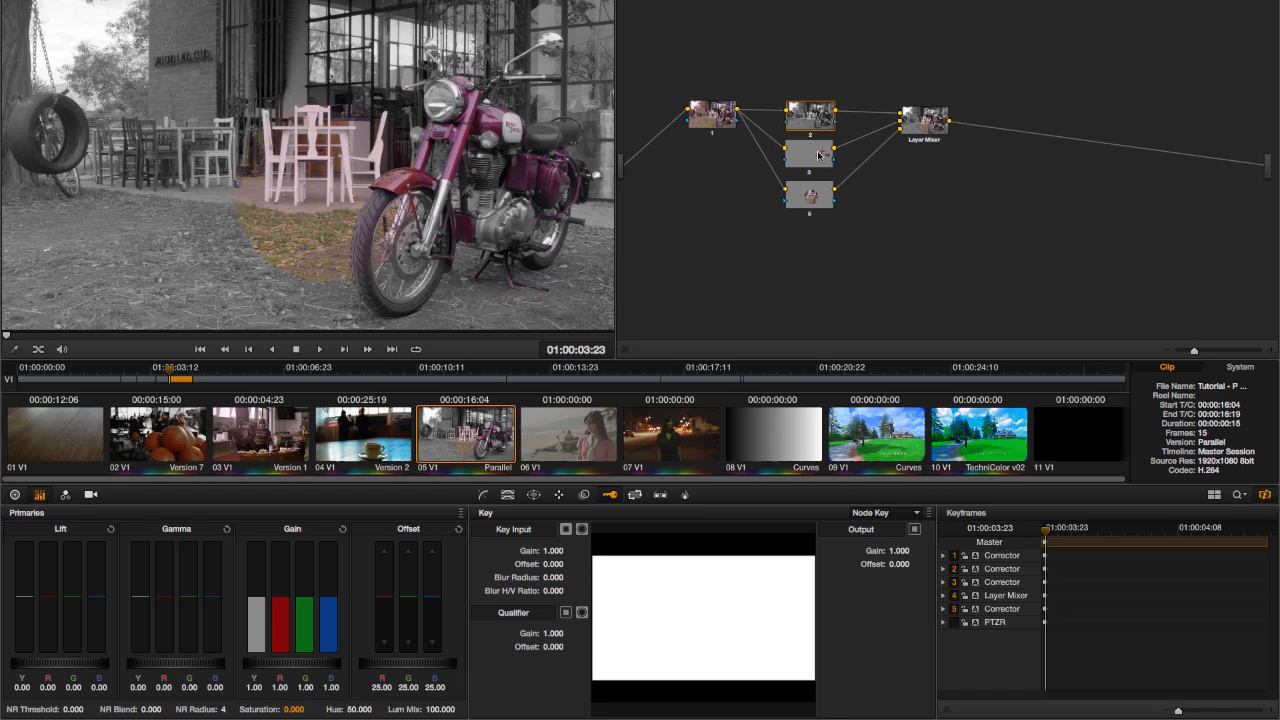 1
2
3
5
Layer Mixer
01:00:03:23
01:00:00:00 01:00:03:12 01:00:06:23 01:00:10:11 01:00:13:23 01:00:17:11 01:00:20:22 01:00:24:10
V1
Clip System
File Name: Tutorial - P ...
Reel Name:
Start T/C: 00:00:16:04
End T/C: 00:00:16:19
Duration: 00:00:00:15
Frames: 15
Version: Parallel
Timeline: Master Session
Source Res: 1920x1080 8bit
Codec: H.264
00:00:12:06 00:00:15:00 00:00:04:23 00:00:25:19 00:00:16:04 01:00:00:00 01:00:00:00 00:00:00:00 00:00:00:00 00:00:00:00 01:00:00:00
01 V1 02 V1 Version 7 03 V1 Version 1 04 V1 Version 2 05 V1 Parallel 06 V1 07 V1 08 V1 Curves 09 V1 Curves 10 V1 TechniColor v02 11 V1
Primaries
Lift Gamma Gain Offset
Y R G B Y R G B Y R G B R G B
0.00 0.00 0.00 0.00 0.00 0.00 0.00 0.00 1.00 1.00 1.00 1.00 25.00 25.00 25.00
NR Threshold: 0.000 NR Blend: 0.000 NR Radius: 4 Saturation: 0.000 Hue: 50.000 Lum Mix: 100.000
Key Node Key
Key Input
Gain: 1.000
Offset: 0.000
Blur Radius: 0.000
Blur H/V Ratio: 0.000
Qualifier
Gain: 1.000
Offset: 0.000
Output
Gain: 1.000
Offset: 0.000
Keyframes
01:00:03:23 01:00:03:23 01:00:04:08
Master
1 Corrector
2 Corrector
3 Corrector
4 Layer Mixer
5 Corrector
PTZR